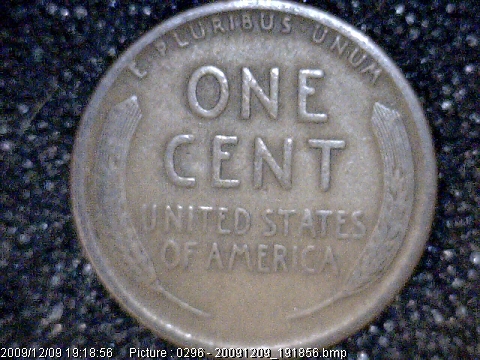 E PLURIBUS UNUM
ONE
CENT
UNITED STATES
OF AMERICA
2009/12/09 19:18:56 Picture : 0296 - 20091209_191856.bmp